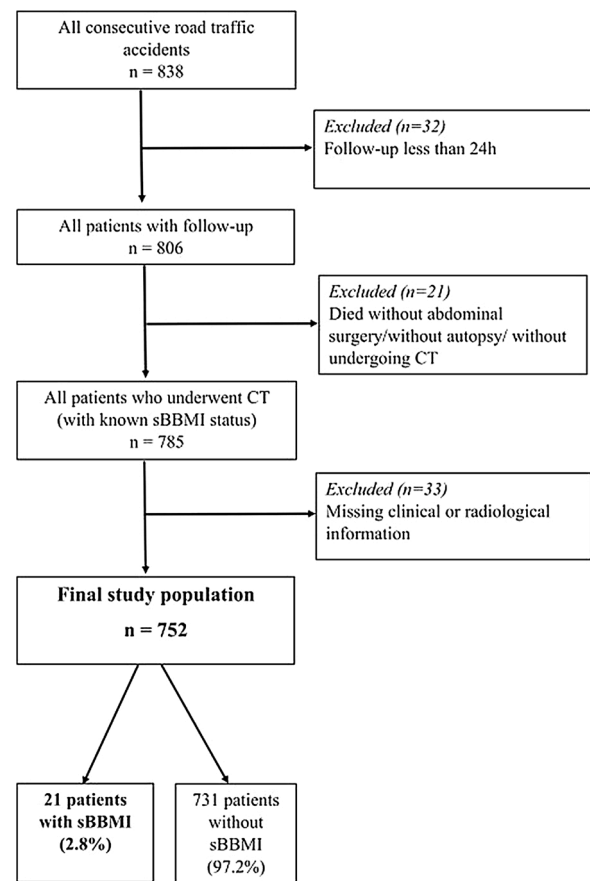 All consecutive road traffic
accidents
n = 838
Excluded (n=32)
Follow-up less than 24h
All patients with follow-up
n = 806
Excluded (n=21)
Died without abdominal
surgery/without autopsy/ without
undergoing CT
All patients who underwent CT
(with known sBBMI status)
n = 785
Excluded (n=33)
Missing clinical or radiological
information
Final study population
n = 752
21 patients
with sBBMI
(2.8%)
731 patients
without
sBBMI
(97.2%)